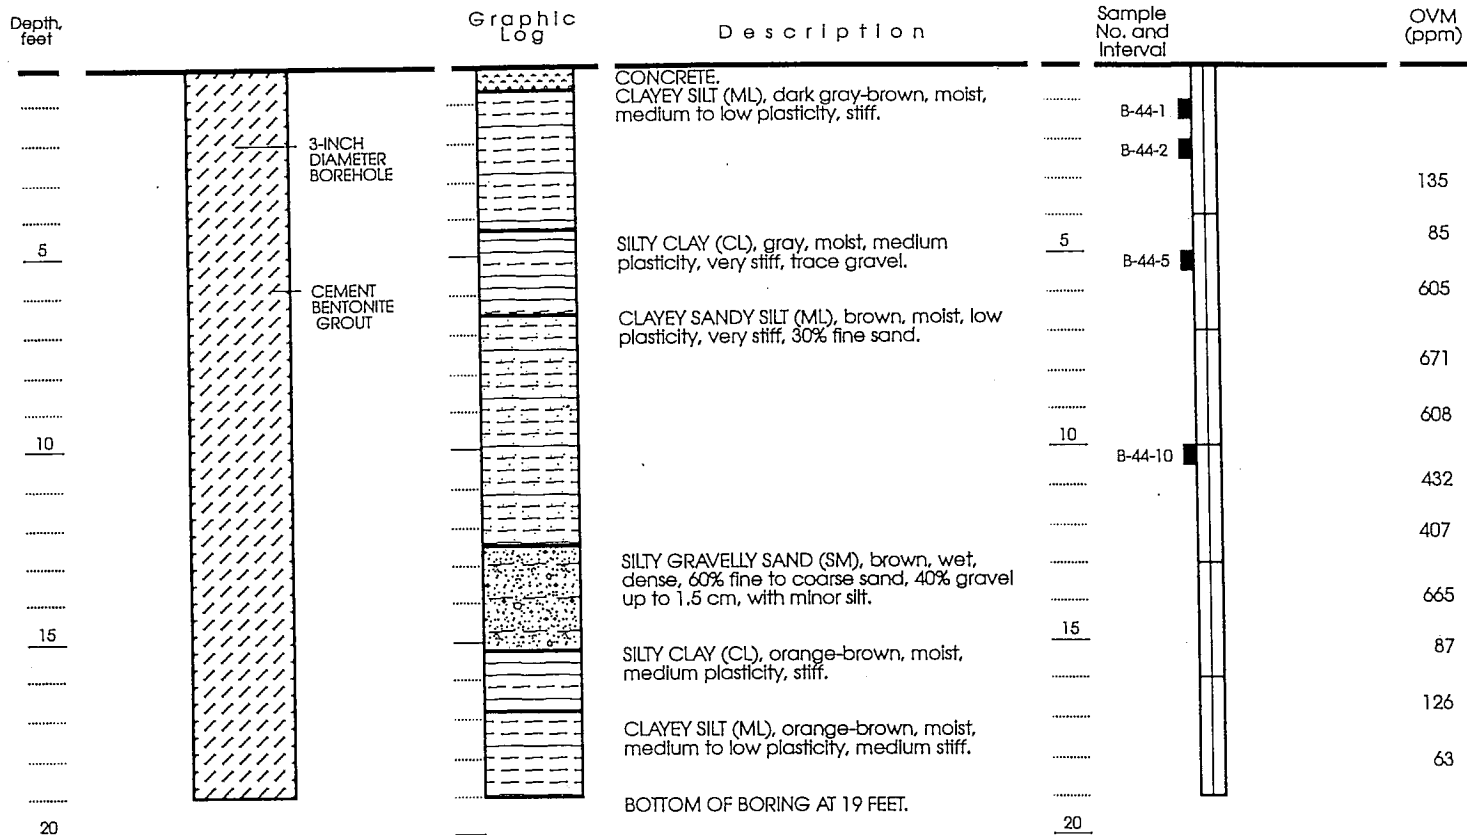 Depth,
feet
Graphic
Log
Description
Sample
No. and
Interval
OVM
(ppm)
CONCRETE.
CLAYEY SILT (ML), dark gray-brown, moist,
medium to low plasticity, stiff.
B-44-1
3-INCH
DIAMETER
BOREHOLE
B-44-2
135
85
5
SILTY CLAY (CL), gray, moist, medium
plasticity, very stiff, trace gravel.
5
B-44-5
605
CEMENT
BENTONITE
GROUT
CLAYEY SANDY SILT (ML), brown, moist, low
plasticity, very stiff, 30% fine sand.
671
608
10
10
B-44-10
432
407
SILTY GRAVELLY SAND (SM), brown, wet,
dense, 60% fine to coarse sand, 40% gravel
up to 1.5 cm, with minor silt.
665
15
15
87
SILTY CLAY (CL), orange-brown, moist,
medium plasticity, stiff.
126
CLAYEY SILT (ML), orange-brown, moist,
medium to low plasticity, medium stiff.
63
BOTTOM OF BORING AT 19 FEET.
20
20